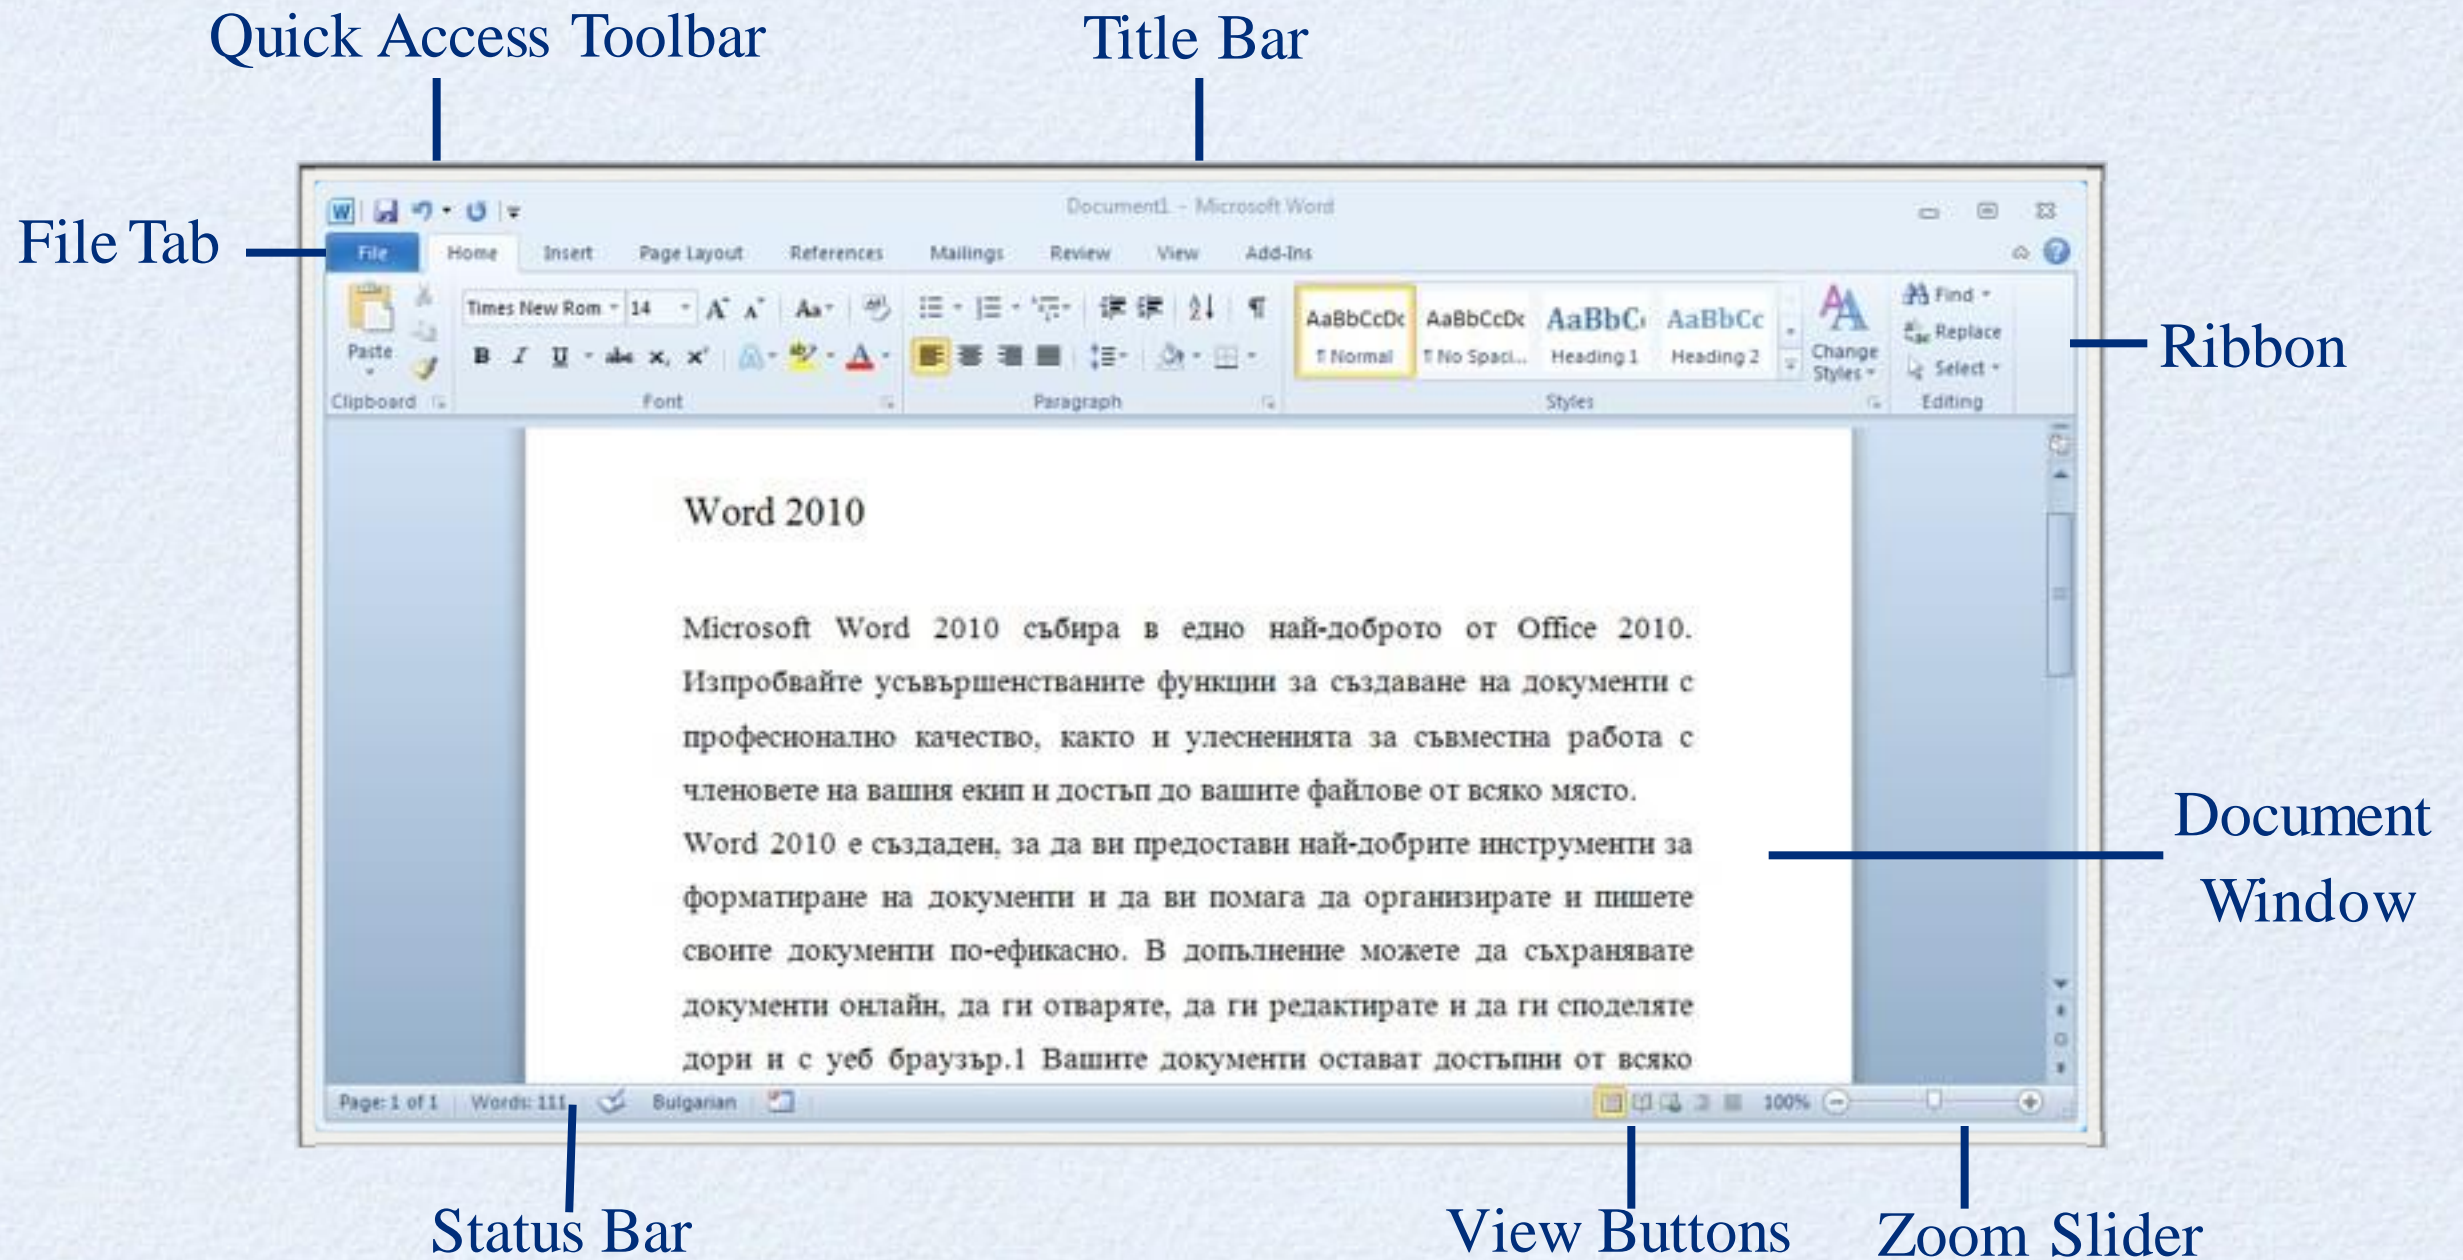 Quick Access Toolbar
Title Bar
File Tab
Document1 - Microsoft Word
File Home Insert Page Layout References Mailings Review View Add-Ins
Times New Rom 14
Paste
Clipboard
Font
Paragraph
AaBbCcDc AaBbCcDc AaBbC AaBbCc
¶ Normal ¶ No Spaci... Heading 1 Heading 2
Change
Styles
Styles
Find
Replace
Select
Editing
Ribbon
Word 2010
Microsoft Word 2010 събира в едно най-доброто от Office 2010.
Изпробвайте усъвършенстваните функции за създаване на документи с
професионално качество, както и улесненията за съвместна работа с
членовете на вашия екип и достъп до вашите файлове от всяко място.
Word 2010 е създаден, за да ви предостави най-добрите инструменти за
форматиране на документи и да ви помага да организирате и пишете
своите документи по-ефикасно. В допълнение можете да съхранявате
документи онлайн, да ги отваряте, да ги редактирате и да ги споделяте
дори и с уеб браузър.1 Вашите документи остават достъпни от всяко
Document
Window
Page: 1 of 1 Words: 111 Bulgarian 100%
Status Bar
View Buttons
Zoom Slider